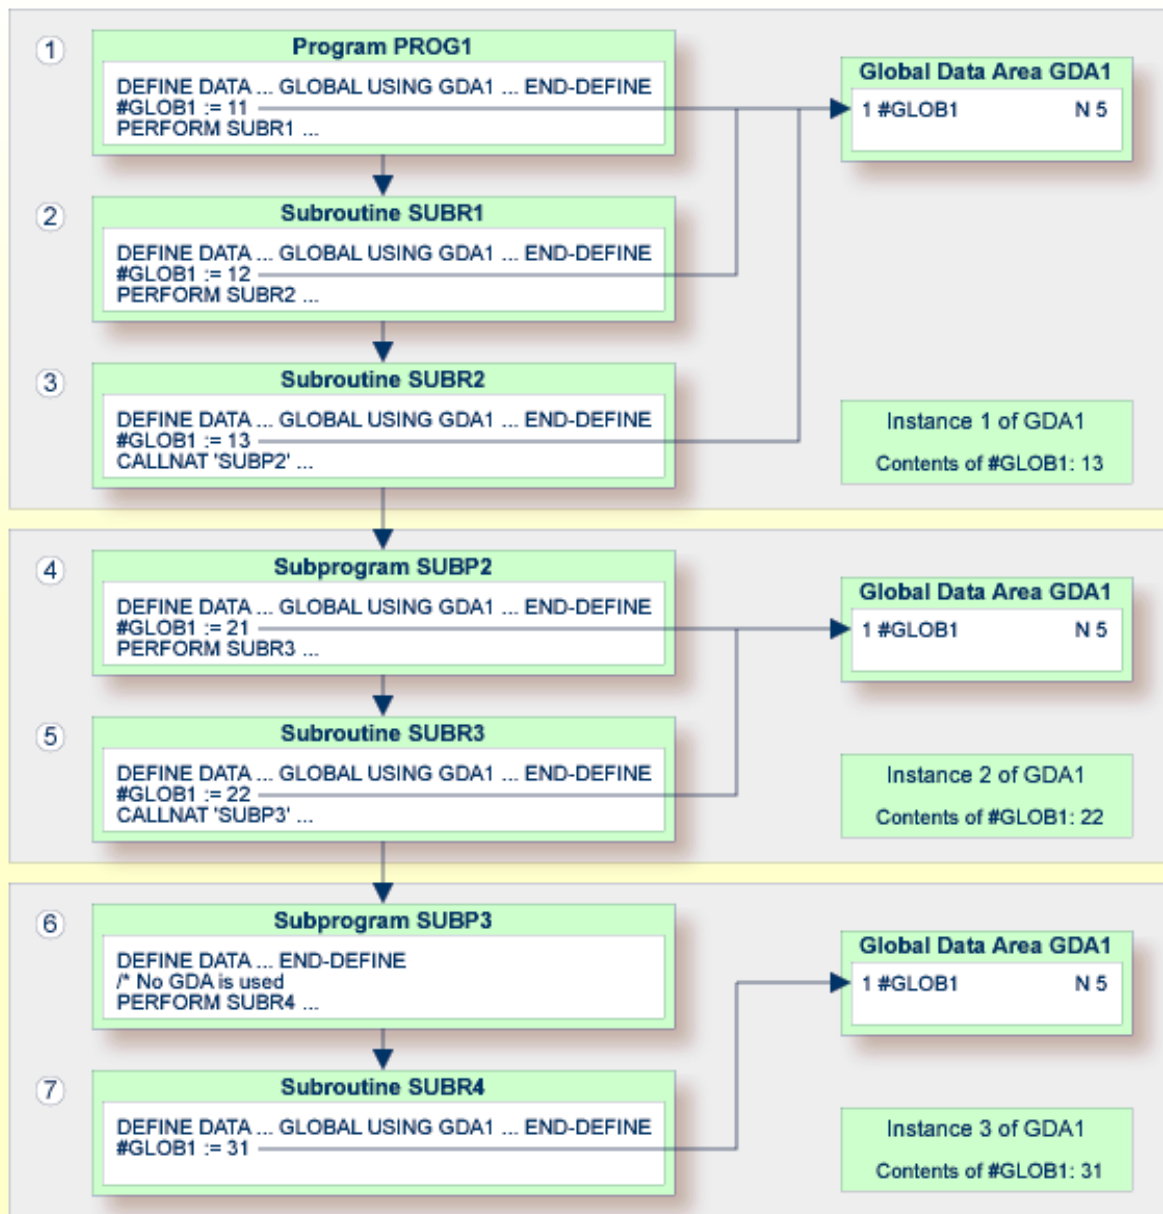 1
Program PROG1
DEFINE DATA ... GLOBAL USING GDA1 ... END-DEFINE
#GLOB1 := 11
PERFORM SUBR1 ...
Global Data Area GDA1
1 #GLOB1 N 5
2
Subroutine SUBR1
DEFINE DATA ... GLOBAL USING GDA1 ... END-DEFINE
#GLOB1 := 12
PERFORM SUBR2 ...
3
Subroutine SUBR2
DEFINE DATA ... GLOBAL USING GDA1 ... END-DEFINE
#GLOB1 := 13
CALLNAT 'SUBP2' ...
Instance 1 of GDA1
Contents of #GLOB1: 13
4
Subprogram SUBP2
DEFINE DATA ... GLOBAL USING GDA1 ... END-DEFINE
#GLOB1 := 21
PERFORM SUBR3 ...
Global Data Area GDA1
1 #GLOB1 N 5
5
Subroutine SUBR3
DEFINE DATA ... GLOBAL USING GDA1 ... END-DEFINE
#GLOB1 := 22
CALLNAT 'SUBP3' ...
Instance 2 of GDA1
Contents of #GLOB1: 22
6
Subprogram SUBP3
DEFINE DATA ... END-DEFINE
/* No GDA is used
PERFORM SUBR4 ...
Global Data Area GDA1
1 #GLOB1 N 5
7
Subroutine SUBR4
DEFINE DATA ... GLOBAL USING GDA1 ... END-DEFINE
#GLOB1 := 31
Instance 3 of GDA1
Contents of #GLOB1: 31